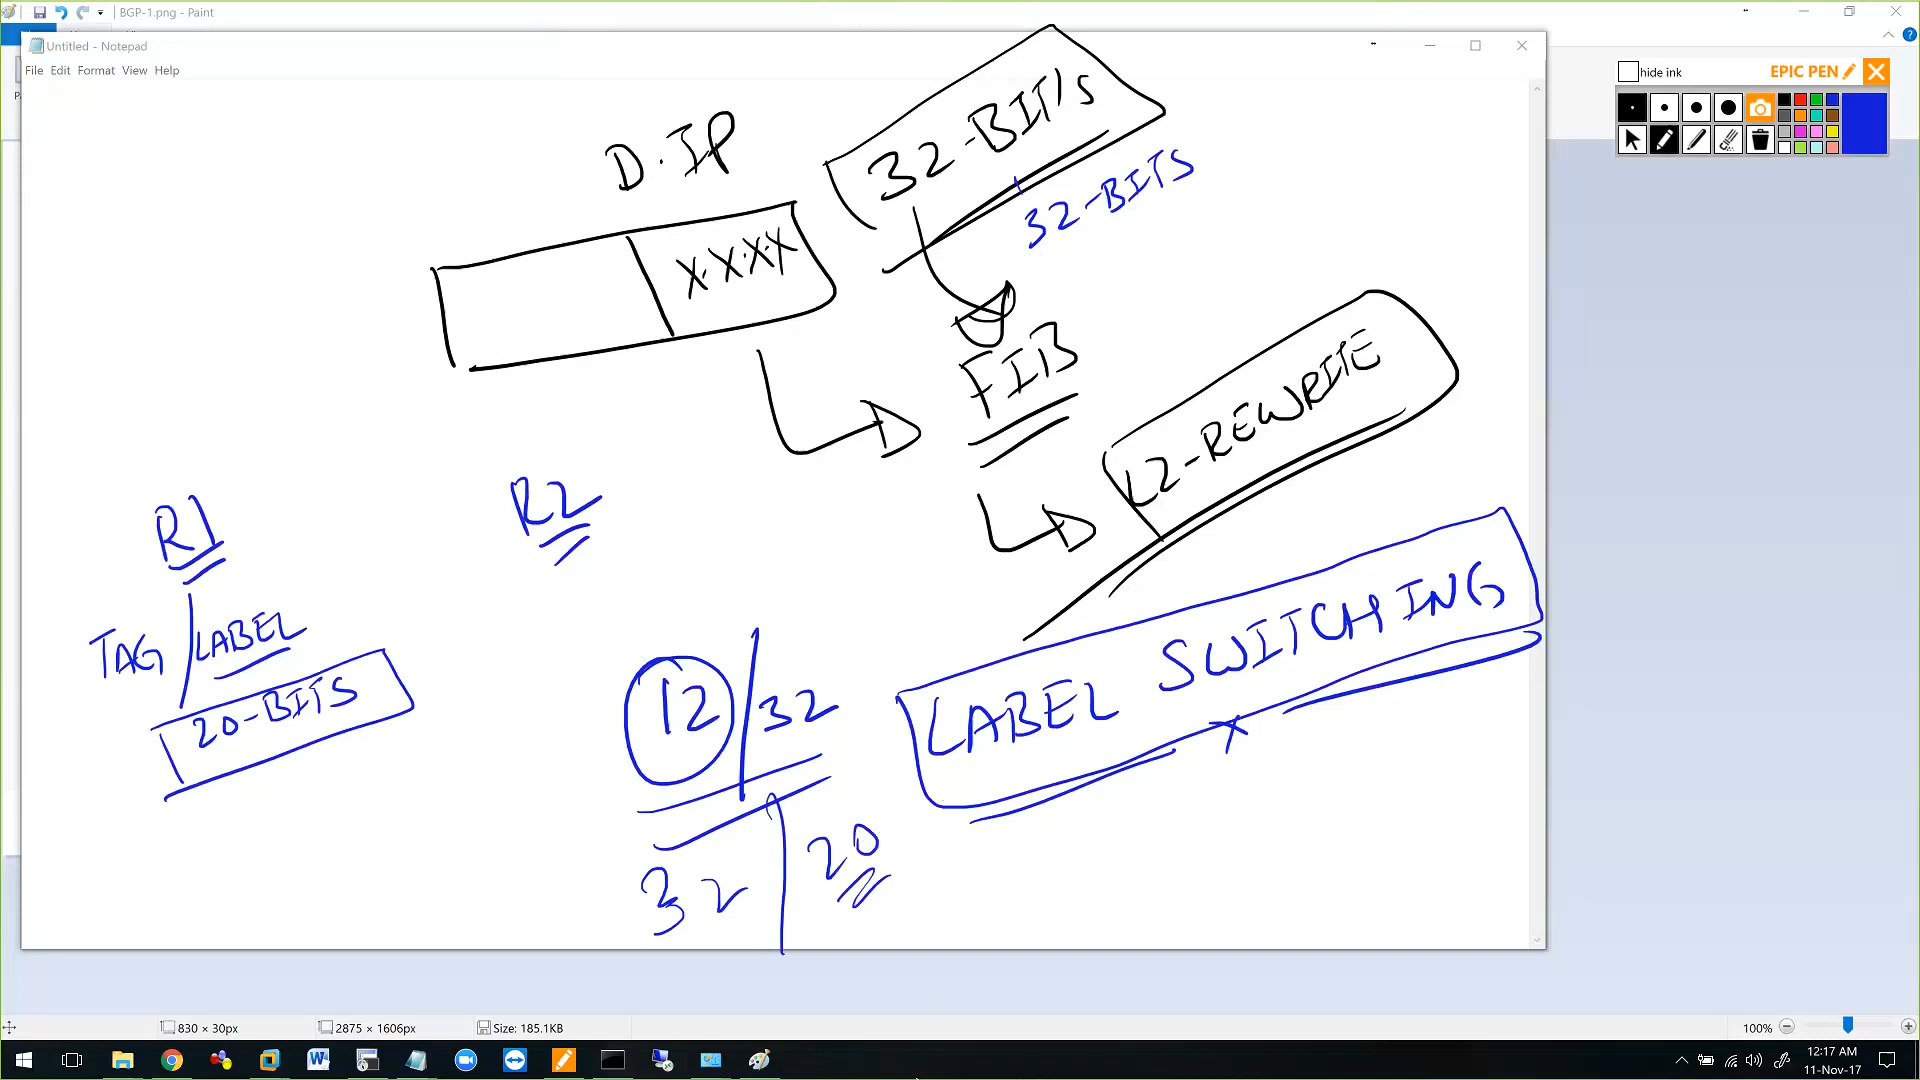 BGP-1.png - Paint
Untitled - Notepad
File Edit Format View Help
hide ink
EPIC PEN
D.IP
32-BIT's
32-BITS
X.X.X.X
FIB
L2-REWRITE
R1
R2
TAG / LABEL
20-BITS
12 / 32
32 | 20
LABEL SWITCHING
830 × 30px
2875 × 1606px
Size: 185.1KB
100%
12:17 AM
11-Nov-17